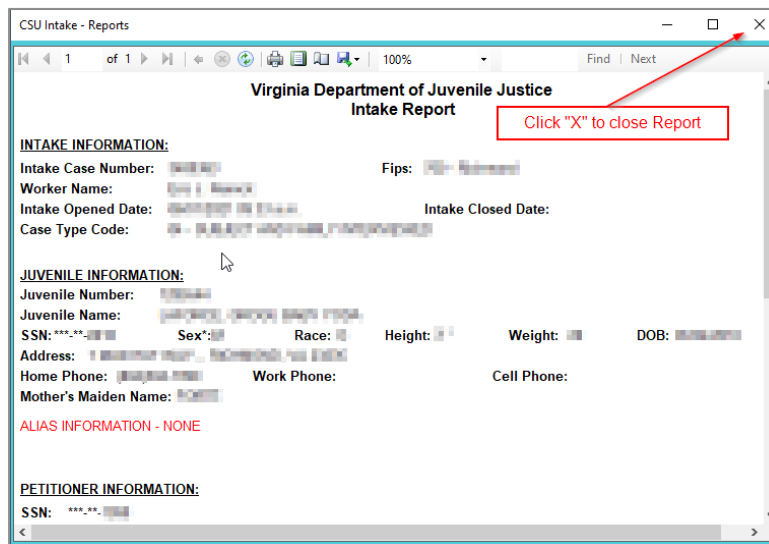 CSU Intake - Reports
1 of 1 100% Find | Next
Virginia Department of Juvenile Justice
Intake Report
Click "X" to close Report
INTAKE INFORMATION:
Intake Case Number: Fips:
Worker Name:
Intake Opened Date: Intake Closed Date:
Case Type Code:
JUVENILE INFORMATION:
Juvenile Number:
Juvenile Name:
SSN: ***-**- Sex*: Race: Height: Weight: DOB:
Address:
Home Phone: Work Phone: Cell Phone:
Mother's Maiden Name:
ALIAS INFORMATION - NONE
PETITIONER INFORMATION:
SSN: ***-**-